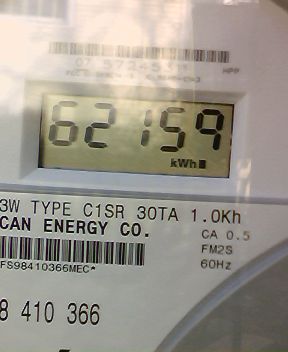 HPP
62159
kWh
3W TYPE C1SR 30TA 1.0Kh
CAN ENERGY CO.
CA 0.5
FM2S
FS98410366MEC*
60Hz
8 410 366